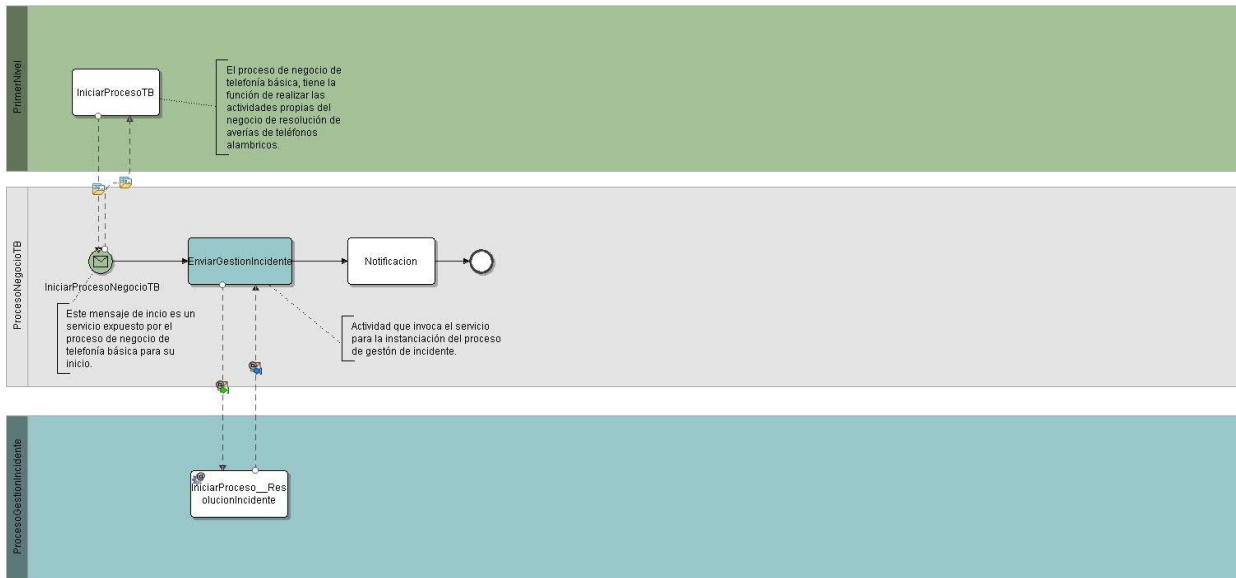 PrimerNivel
IniciarProcesoTB
El proceso de negocio de
telefonía básica, tiene la
función de realizar las
actividades propias del
negocio de resolución de
averías de teléfonos
alambricos.
ProcesoNegocioTB
IniciarProcesoNegocioTB
EnviarGestionIncidente
Notificacion
Este mensaje de incio es un
servicio expuesto por el
proceso de negocio de
telefonía básica para su
inicio.
Actividad que invoca el servicio
para la instanciación del proceso
de gestón de incidente.
ProcesoGestionIncidente
IniciarProceso__Res
olucionIncidente